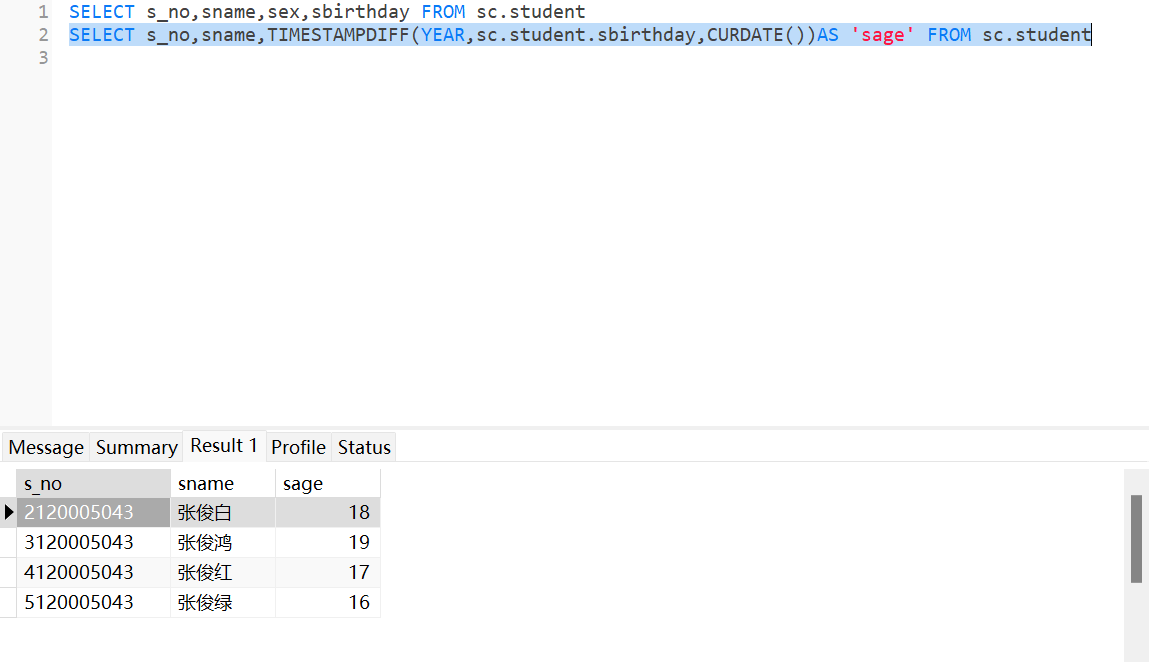 1 SELECT s_no,sname,sex,sbirthday FROM sc.student
2 SELECT s_no,sname,TIMESTAMPDIFF(YEAR,sc.student.sbirthday,CURDATE())AS 'sage' FROM sc.student
3
Message Summary Result 1 Profile Status
s_no sname sage
2120005043 张俊白 18
3120005043 张俊鸿 19
4120005043 张俊红 17
5120005043 张俊绿 16